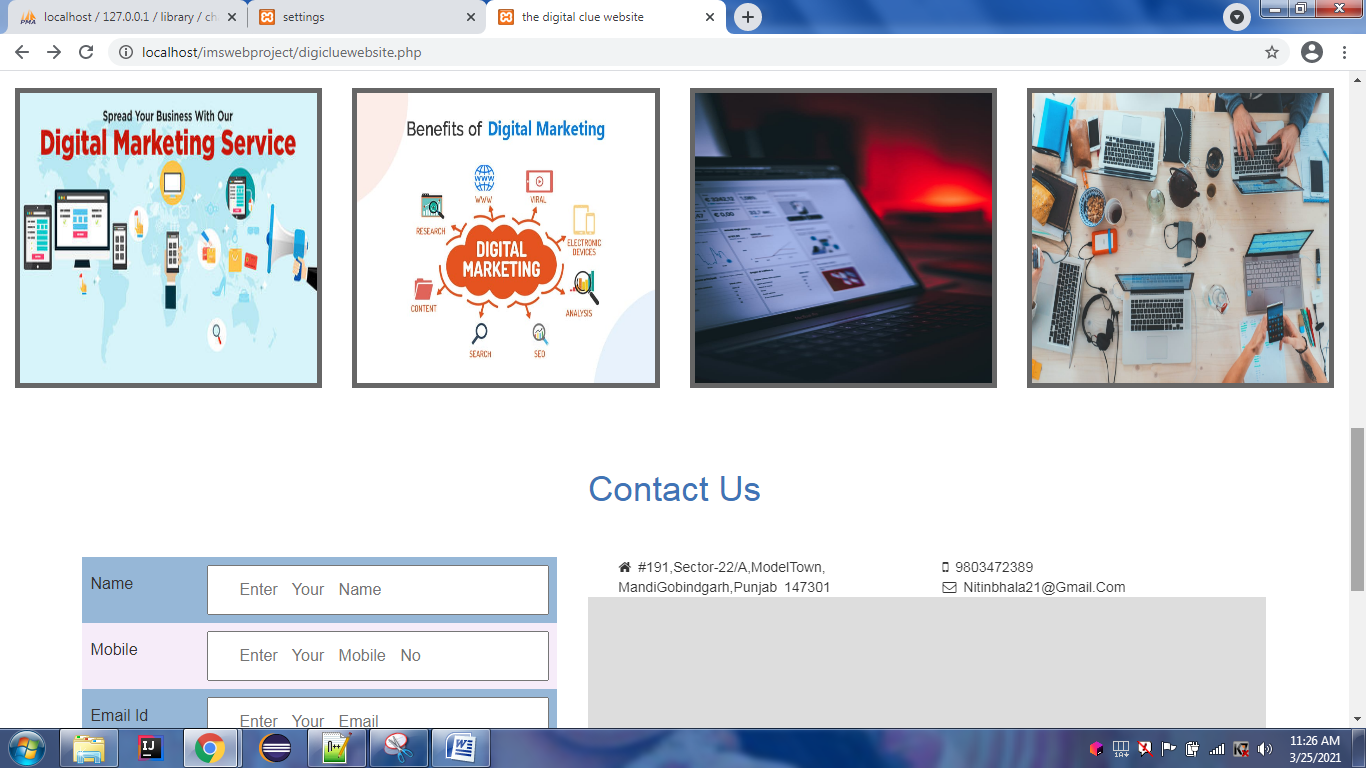 localhost / 127.0.0.1 / library / ch
settings
the digital clue website
localhost/imswebproject/digicluewebsite.php
Spread Your Business With Our
Digital Marketing Service
Benefits of Digital Marketing
WWW
VIRAL
RESEARCH
ELECTRONIC
DEVICES
DIGITAL
MARKETING
CONTENT
ANALYSIS
SEARCH
SEO
Contact Us
Name
Enter Your Name
Mobile
Enter Your Mobile No
Email Id
Enter Your Email
#191,Sector-22/A,ModelTown,
MandiGobindgarh,Punjab 147301
9803472389
Nitinbhala21@Gmail.Com
11:26 AM
3/25/2021